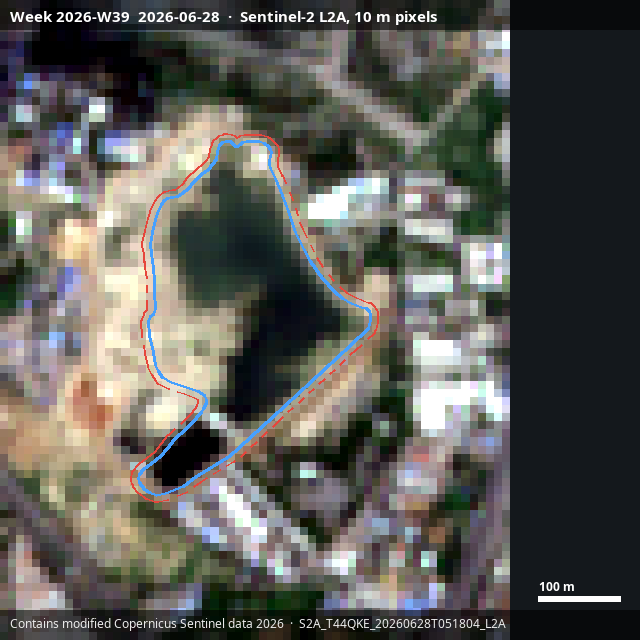 Week 2026-W39  2026-06-28  ·  Sentinel-2 L2A, 10 m pixels
100 m
Contains modified Copernicus Sentinel data 2026  ·  S2A_T44QKE_20260628T051804_L2A